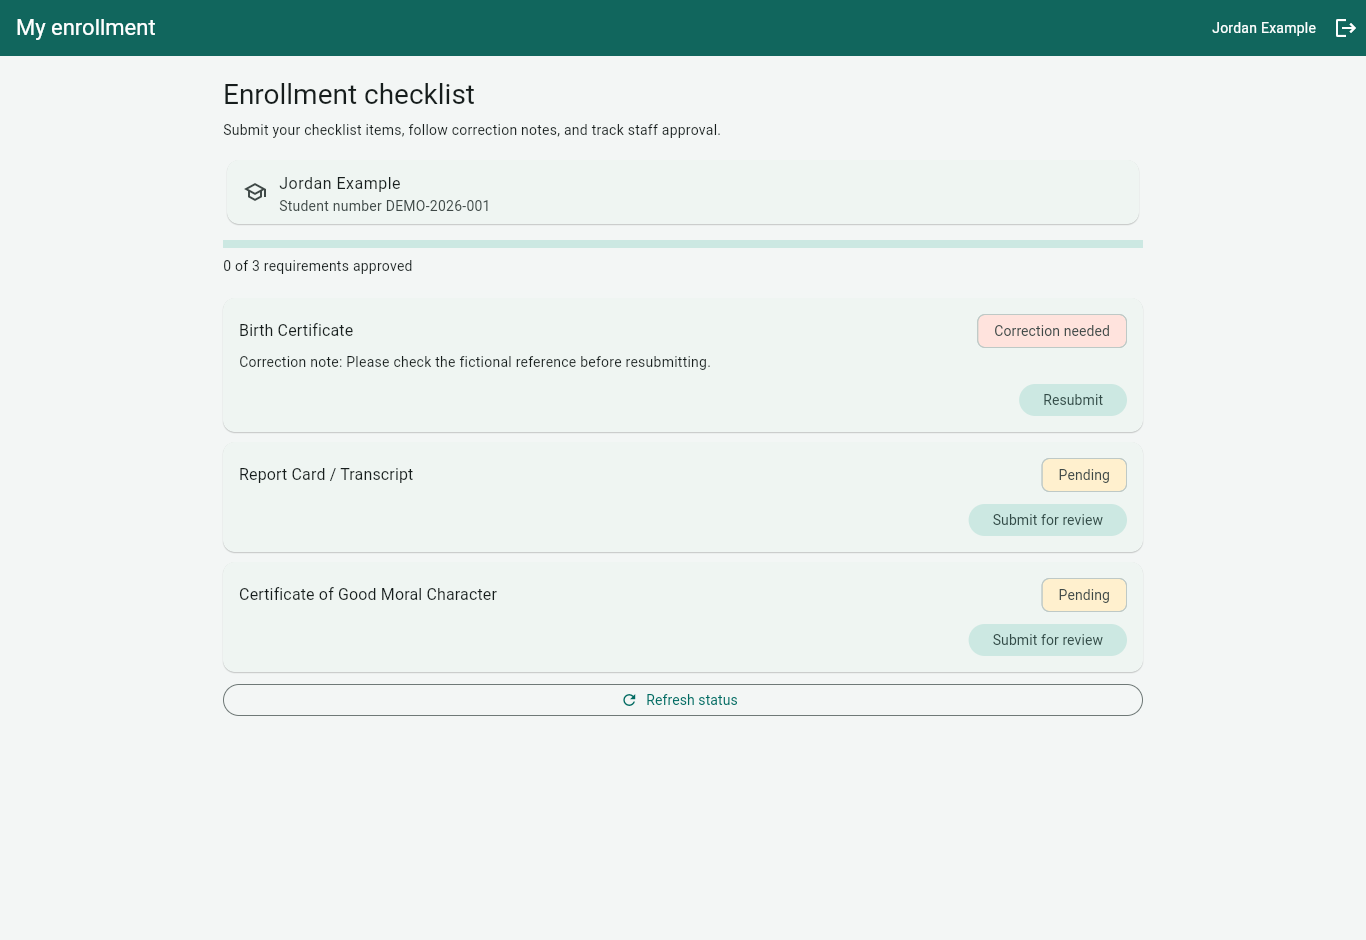 My enrollment
Jordan Example
Enrollment checklist
Submit your checklist items, follow correction notes, and track staff approval.
Jordan Example
Student number DEMO-2026-001
0 of 3 requirements approved
Birth Certificate
Correction needed
Correction note: Please check the fictional reference before resubmitting.
Resubmit
Report Card / Transcript
Pending
Submit for review
Certificate of Good Moral Character
Pending
Submit for review
Refresh status